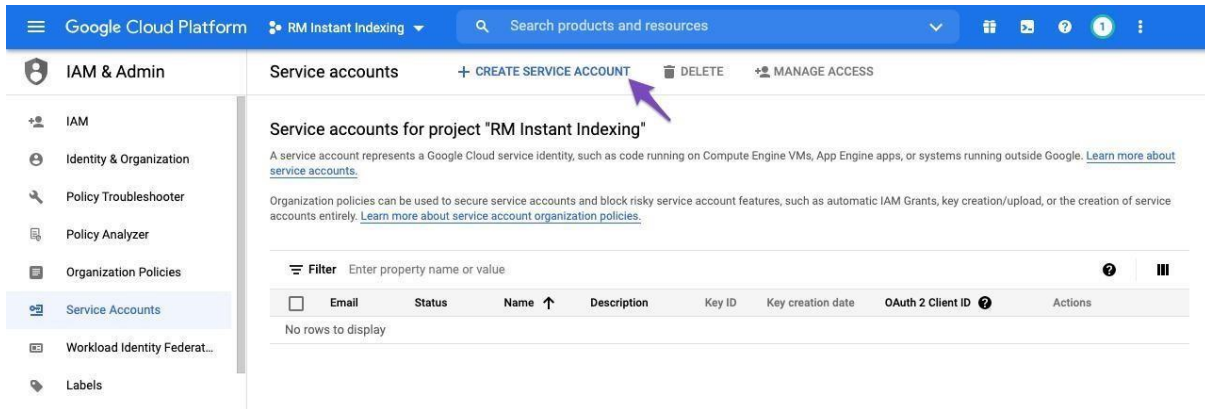 Google Cloud Platform RM Instant Indexing Search products and resources 1
IAM & Admin Service accounts + CREATE SERVICE ACCOUNT DELETE MANAGE ACCESS
IAM
Service accounts for project "RM Instant Indexing"
Identity & Organization
A service account represents a Google Cloud service identity, such as code running on Compute Engine VMs, App Engine apps, or systems running outside Google. Learn more about
service accounts.
Policy Troubleshooter
Organization policies can be used to secure service accounts and block risky service account features, such as automatic IAM Grants, key creation/upload, or the creation of service
accounts entirely. Learn more about service account organization policies.
Policy Analyzer
Organization Policies
Filter Enter property name or value
Service Accounts
Email Status Name ↑ Description Key ID Key creation date OAuth 2 Client ID Actions
No rows to display
Workload Identity Federat...
Labels